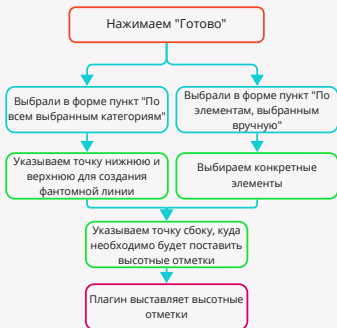 Нажимаем "Готово"
Выбрали в форме пункт "По
всем выбранным категориям"
Выбрали в форме пункт "По
элементам, выбранным
вручную"
Указываем точку нижнюю и
верхнюю для создания
фантомной линии
Выбираем конкретные
элементы
Указываем точку сбоку, куда
необходимо будет поставить
высотные отметки
Плагин выставляет высотные
отметки